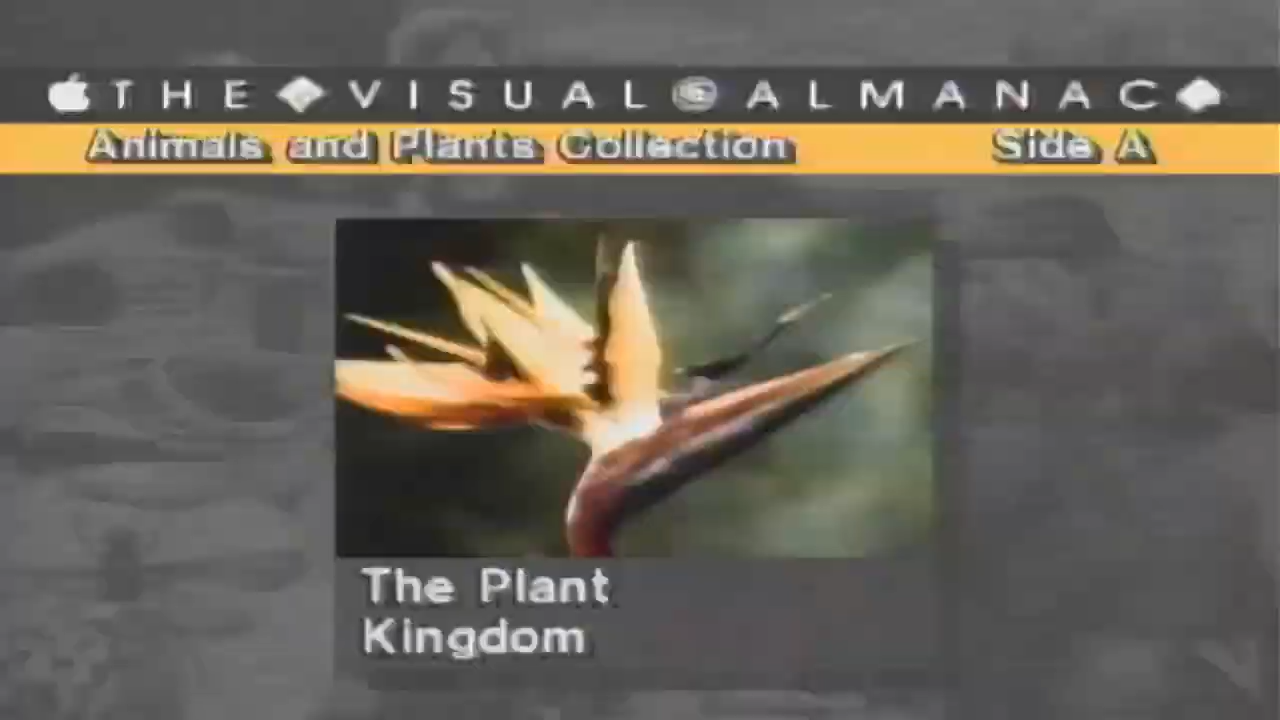 THE VISUAL ALMANAC
Animals and Plants Collection Side A
The Plant
Kingdom